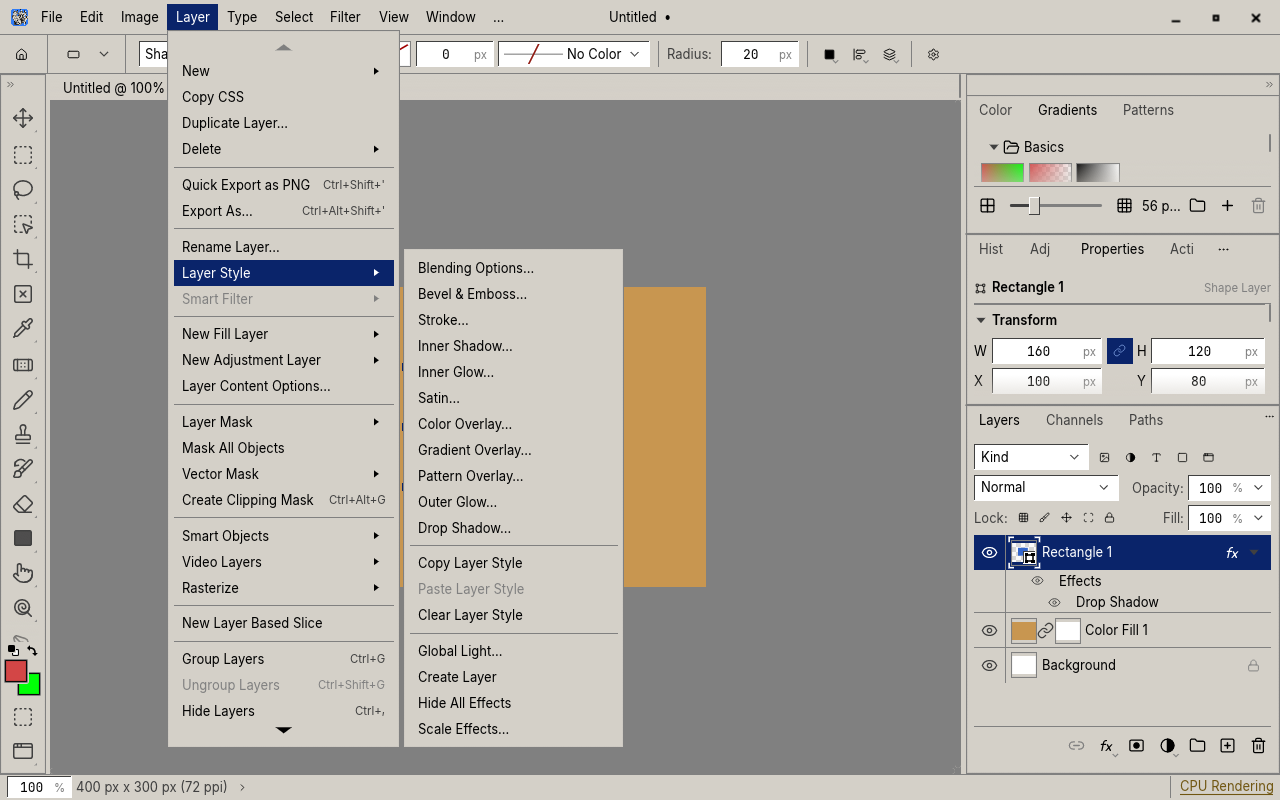 File Edit Image Layer Type Select Filter View Window ... Untitled •
Sha 0 px No Color Radius: 20 px
Untitled @ 100%
New
Copy CSS
Duplicate Layer...
Delete
Quick Export as PNG Ctrl+Shift+'
Export As... Ctrl+Alt+Shift+'
Rename Layer...
Layer Style
Smart Filter
New Fill Layer
New Adjustment Layer
Layer Content Options...
Layer Mask
Mask All Objects
Vector Mask
Create Clipping Mask Ctrl+Alt+G
Smart Objects
Video Layers
Rasterize
New Layer Based Slice
Group Layers Ctrl+G
Ungroup Layers Ctrl+Shift+G
Hide Layers Ctrl+,
Blending Options...
Bevel & Emboss...
Stroke...
Inner Shadow...
Inner Glow...
Satin...
Color Overlay...
Gradient Overlay...
Pattern Overlay...
Outer Glow...
Drop Shadow...
Copy Layer Style
Paste Layer Style
Clear Layer Style
Global Light...
Create Layer
Hide All Effects
Scale Effects...
Color Gradients Patterns
Basics
56 p...
Hist Adj Properties Acti ...
Rectangle 1 Shape Layer
Transform
W 160 px H 120 px
X 100 px Y 80 px
Layers Channels Paths ...
Kind
Normal Opacity: 100 %
Lock: Fill: 100 %
Rectangle 1 fx
Effects
Drop Shadow
Color Fill 1
Background
fx
100 % 400 px x 300 px (72 ppi) CPU Rendering